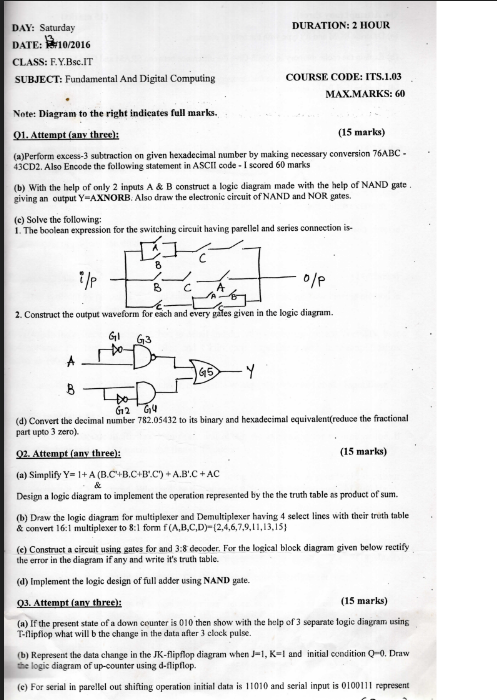 DAY: Saturday
DURATION: 2 HOUR
DATE: 13/10/2016
CLASS: F.Y.Bsc.IT
SUBJECT: Fundamental And Digital Computing
COURSE CODE: ITS.1.03
MAX.MARKS: 60
Note: Diagram to the right indicates full marks.
Q1. Attempt (any three):
(15 marks)
(a)Perform excess-3 subtraction on given hexadecimal number by making necessary conversion 76ABC -
43CD2. Also Encode the following statement in ASCII code - I scored 60 marks
(b) With the help of only 2 inputs A & B construct a logic diagram made with the help of NAND gate .
giving an output Y=AXNORB. Also draw the electronic circuit of NAND and NOR gates.
(c) Solve the following:
1. The boolean expression for the switching circuit having parellel and series connection is-
A
B
C
i/p
B C A
o/p
A B
C C
2. Construct the output waveform for each and every gates given in the logic diagram.
G1 G3
A
G5 Y
B
G2 G4
(d) Convert the decimal number 782.05432 to its binary and hexadecimal equivalent(reduce the fractional
part upto 3 zero).
Q2. Attempt (any three):
(15 marks)
(a) Simplify Y= 1+ A (B.C'+B.C+B'.C') + A.B'.C + AC
&
Design a logic diagram to implement the operation represented by the the truth table as product of sum.
(b) Draw the logic diagram for multiplexer and Demultiplexer having 4 select lines with their truth table
& convert 16:1 multiplexer to 8:1 form f (A,B,C,D)={2,4,6,7,9,11,13,15}
(c) Construct a circuit using gates for and 3:8 decoder. For the logical block diagram given below rectify
the error in the diagram if any and write it's truth table.
(d) Implement the logic design of full adder using NAND gate.
Q3. Attempt (any three):
(15 marks)
(a) If the present state of a down counter is 010 then show with the help of 3 separate logic diagram using
T-flipflop what will b the change in the data after 3 clock pulse.
(b) Represent the data change in the JK-flipflop diagram when J=1, K=1 and initial condition Q=0. Draw
the logic diagram of up-counter using d-flipflop.
(c) For serial in parellel out shifting operation initial data is 11010 and serial input is 0100111 represent